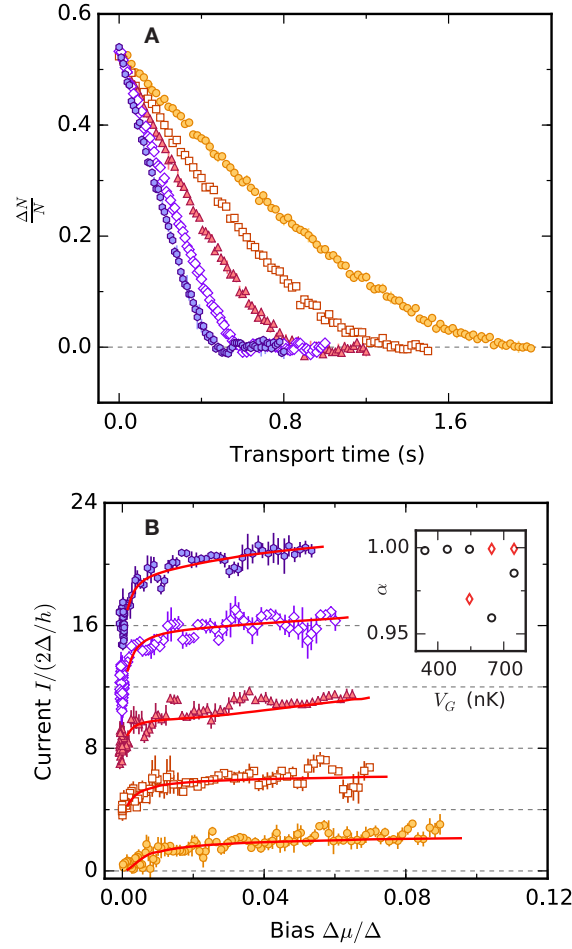 A
0.6
0.4
0.2
0.0
ΔN/N
0.0 0.8 1.6
Transport time (s)
B
24
16
8
0
Current I/(2Δ/h)
0.00 0.04 0.08 0.12
Bias Δμ/Δ
1.00
0.95
α
400 700
V_G (nK)